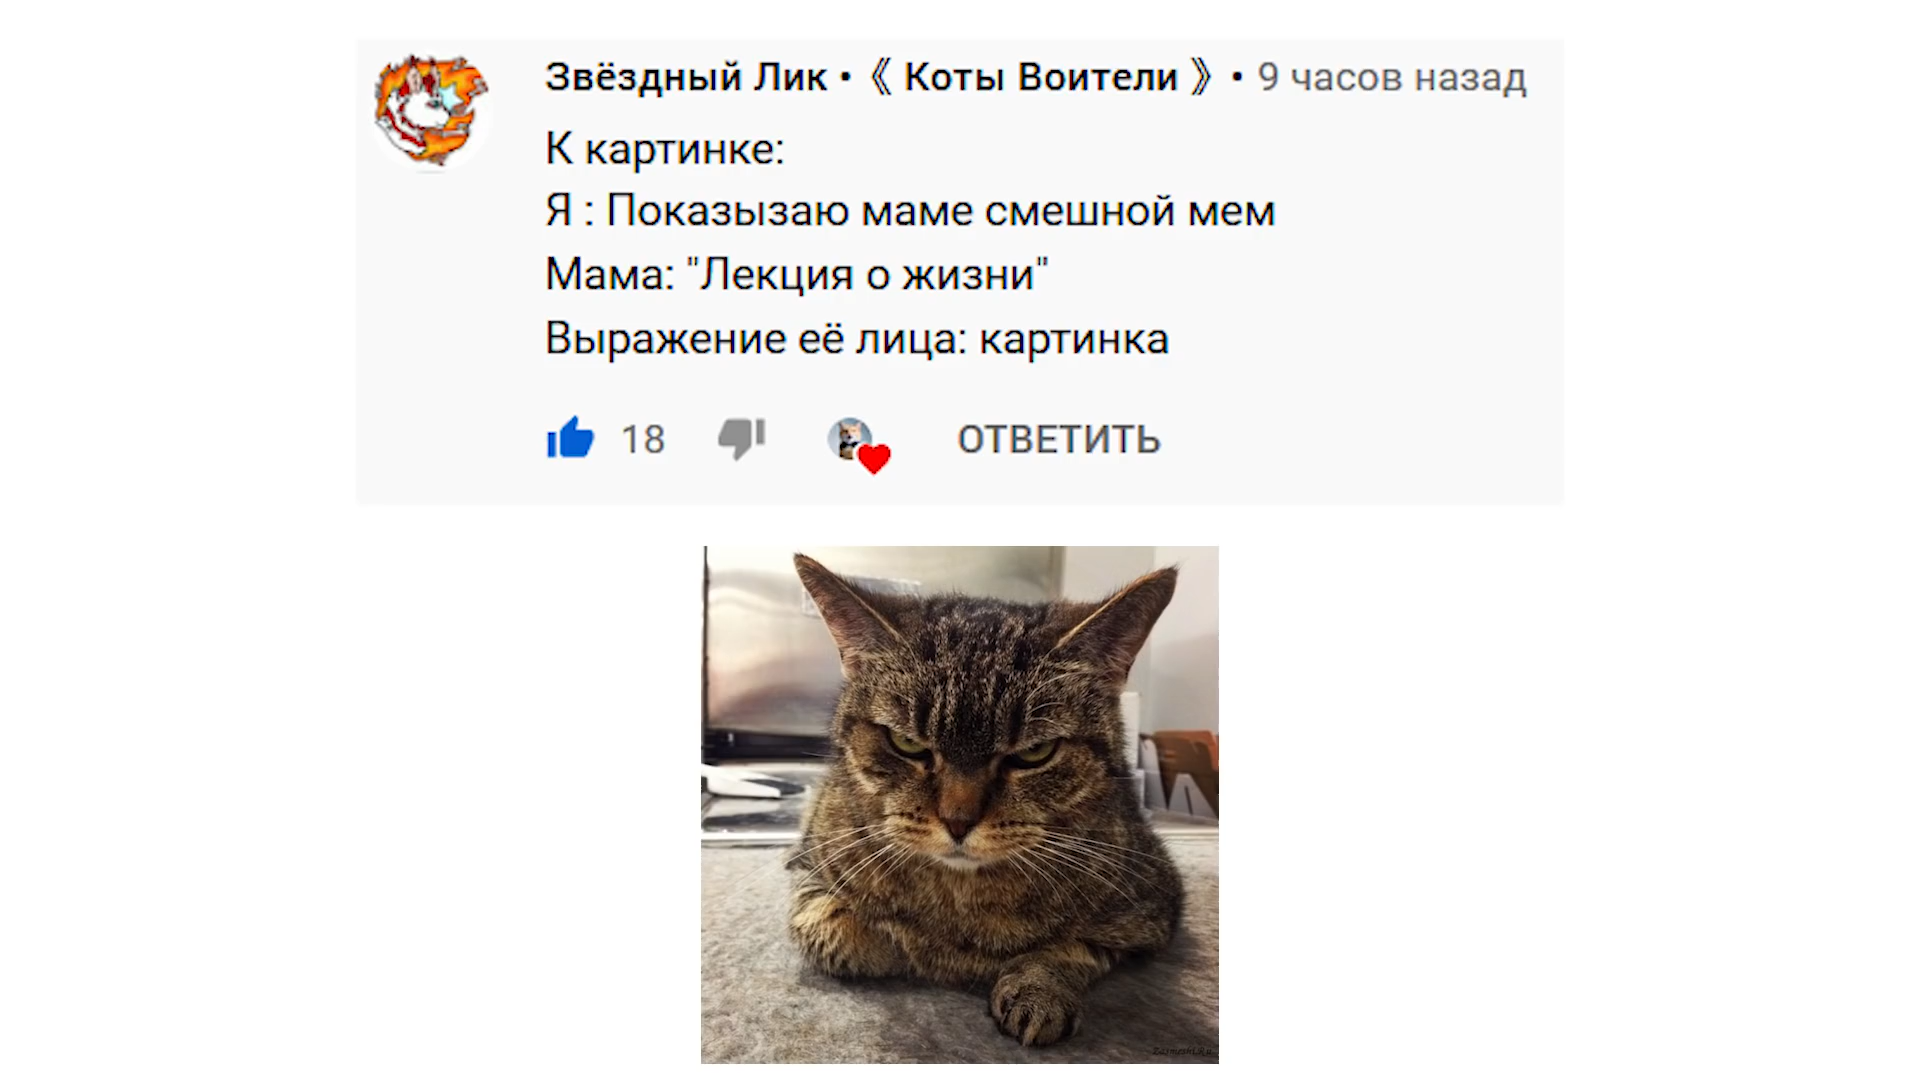 Звёздный Лик •《 Коты Воители 》• 9 часов назад
К картинке:
Я : Показызаю маме смешной мем
Мама: "Лекция о жизни"
Выражение её лица: картинка
18
ОТВЕТИТЬ